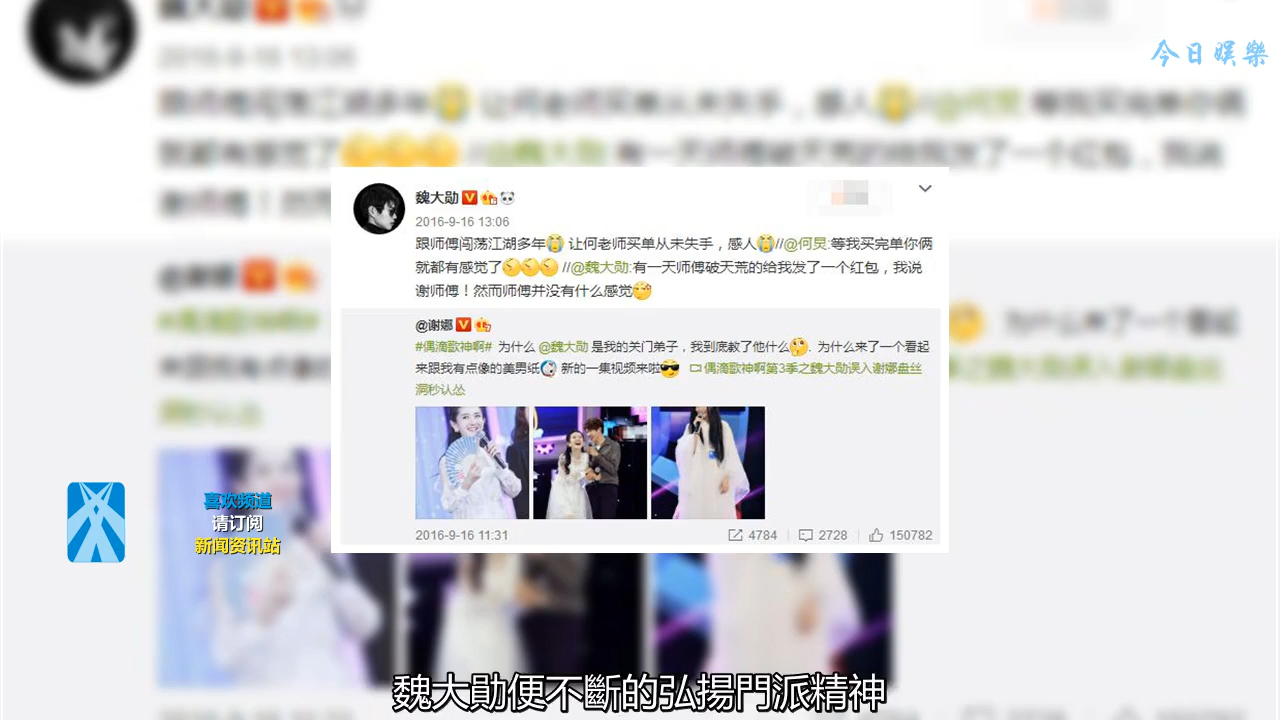 今日娱樂
魏大勋
2016-9-16 13:06
跟师傅闯荡江湖多年😭 让何老师买单从未失手，感人😭//@何炅:等我买完单你俩
就都有感觉了 //@魏大勋:有一天师傅破天荒的给我发了一个红包，我说
谢师傅！然而师傅并没有什么感觉
@谢娜
#偶滴歌神啊# 为什么 @魏大勋 是我的关门弟子，我到底教了他什么 . 为什么来了一个看起
来跟我有点像的美男纸 新的一集视频来啦😎 偶滴歌神啊第3季之魏大勋误入谢娜盘丝
洞秒认怂
2016-9-16 11:31 4784 2728 150782
喜欢频道
请订阅
新闻资讯站
魏大勛便不斷的弘揚門派精神